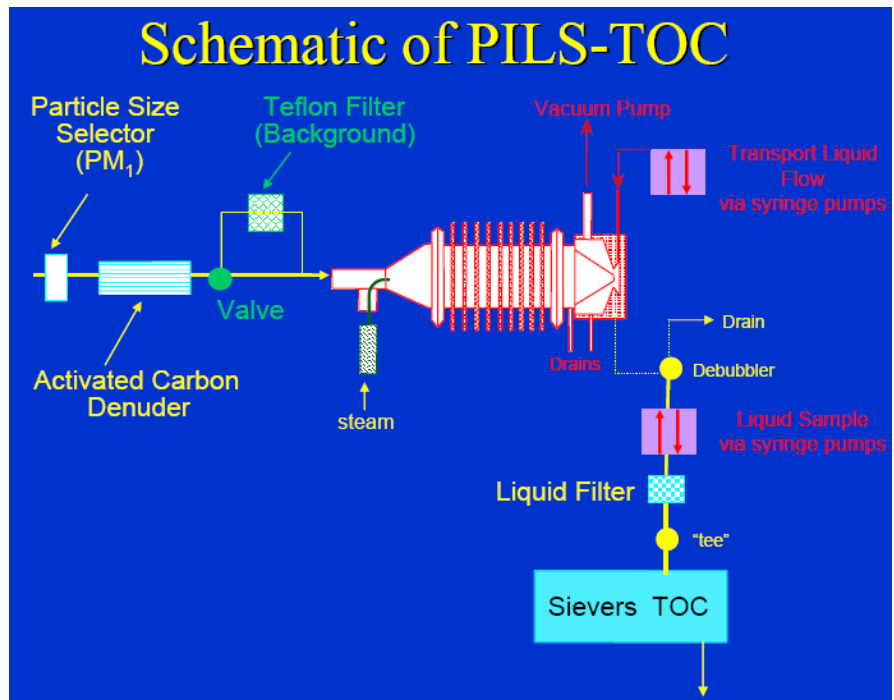 Schematic of PILS-TOC
Particle Size
Selector
(PM₁)
Teflon Filter
(Background)
Vacuum Pump
Transport Liquid
Flow
via syringe pumps
Valve
Activated Carbon
Denuder
steam
Drains
Drain
Debubbler
Liquid Sample
via syringe pumps
Liquid Filter
“tee”
Sievers TOC